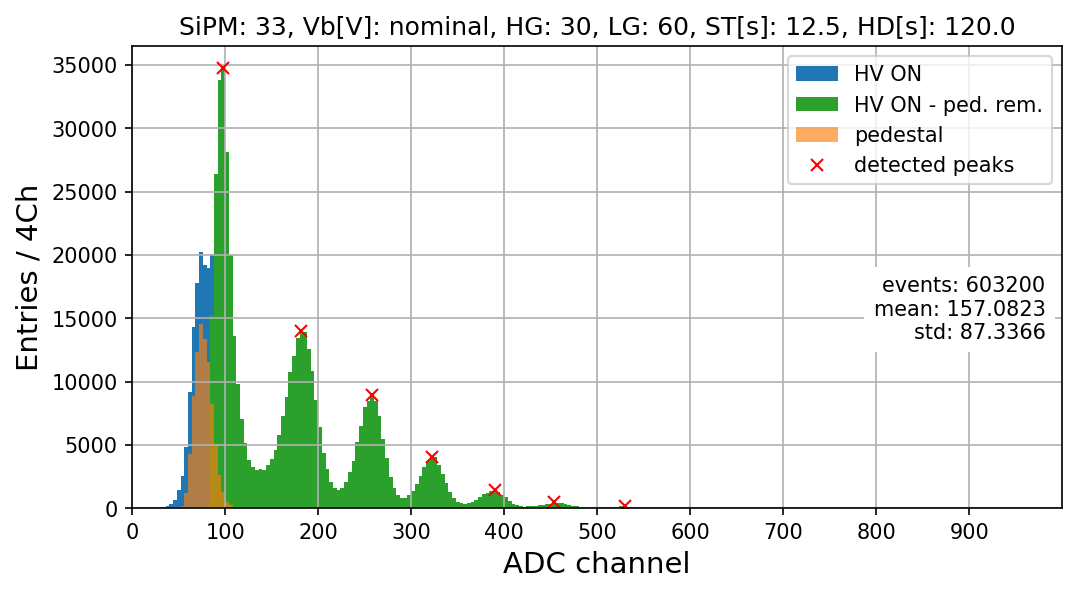 SiPM: 33, Vb[V]: nominal, HG: 30, LG: 60, ST[s]: 12.5, HD[s]: 120.0
Entries / 4Ch
35000
30000
25000
20000
15000
10000
5000
0
HV ON
HV ON - ped. rem.
pedestal
detected peaks
events: 603200
mean: 157.0823
std: 87.3366
0 100 200 300 400 500 600 700 800 900
ADC channel